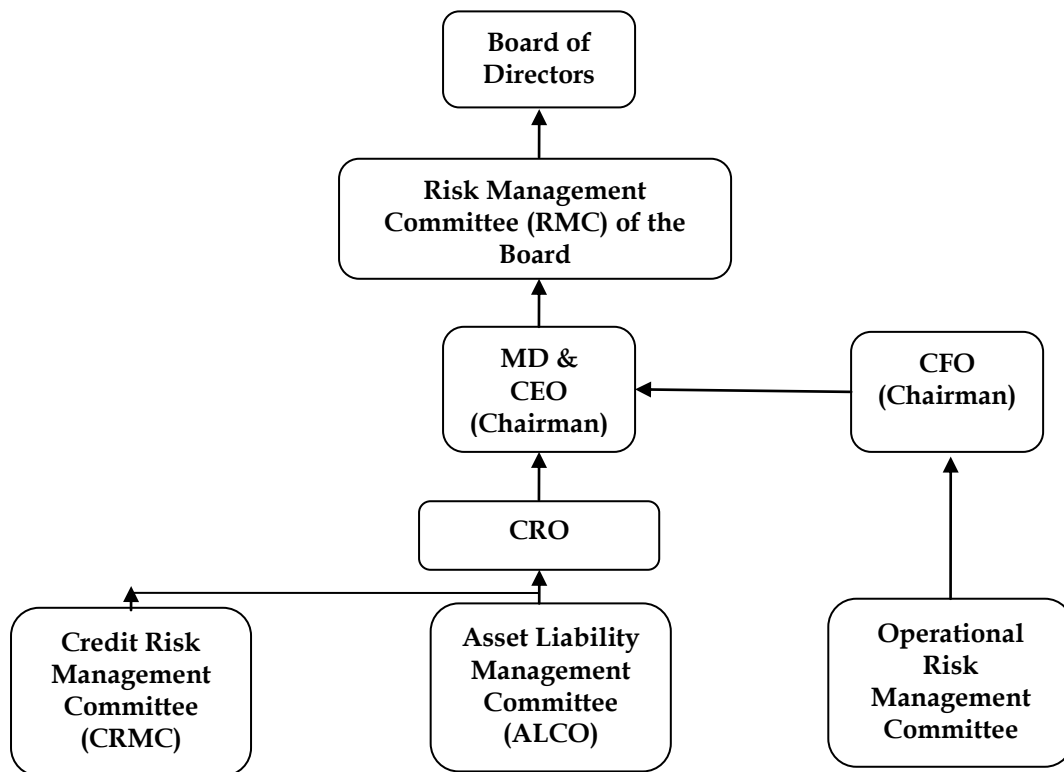 Board of
Directors
Risk Management
Committee (RMC) of the
Board
MD &
CEO
(Chairman)
CFO
(Chairman)
CRO
Credit Risk
Management
Committee
(CRMC)
Asset Liability
Management
Committee
(ALCO)
Operational
Risk
Management
Committee